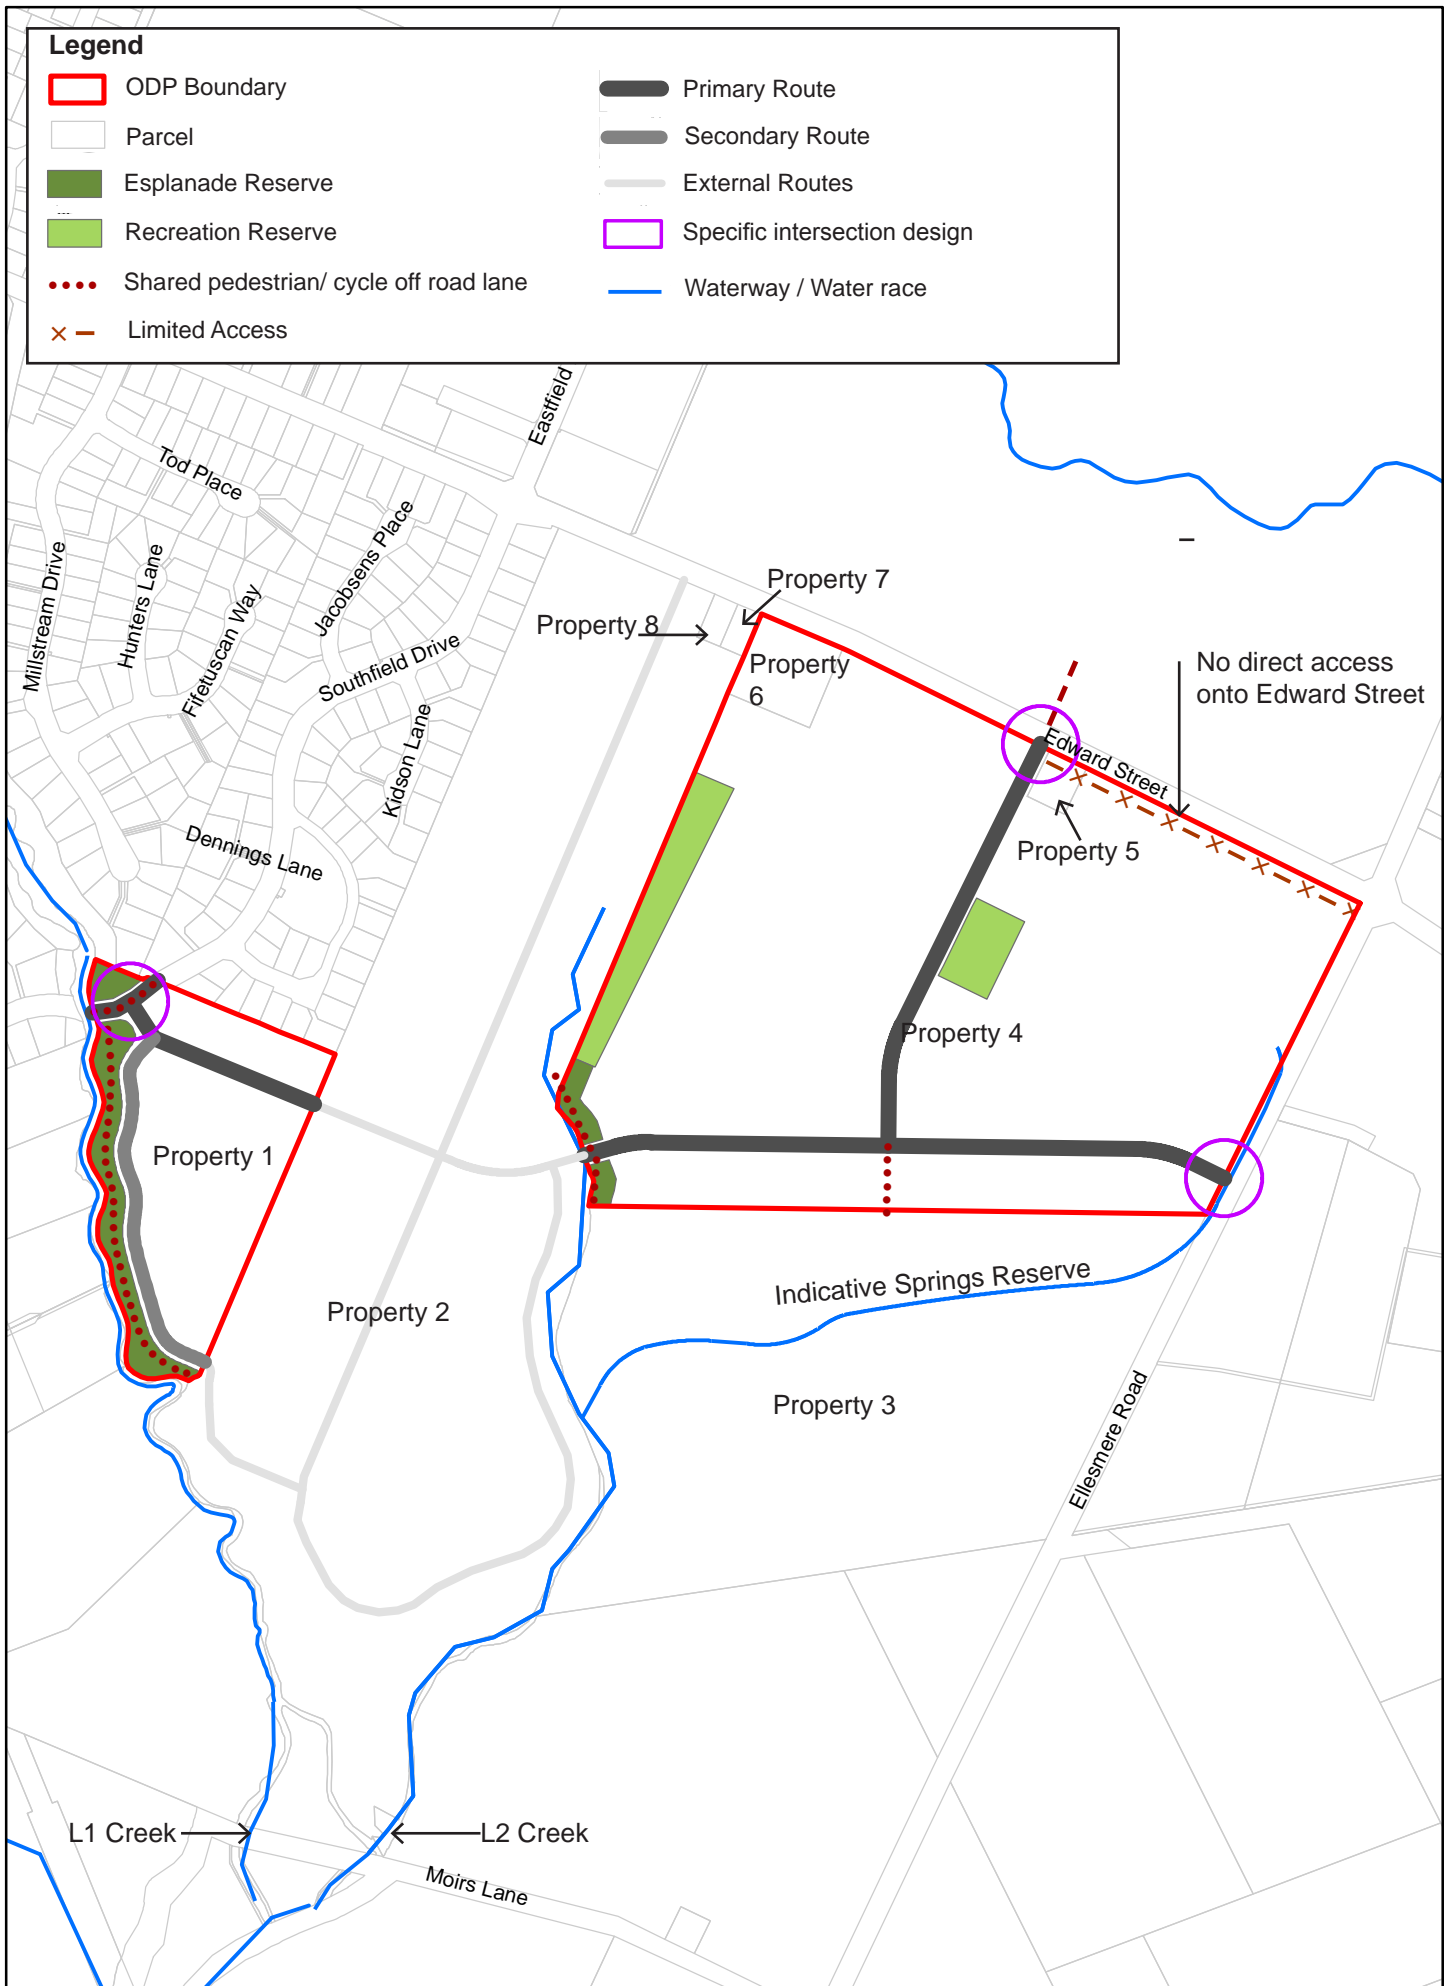 Legend
ODP Boundary
Parcel
Esplanade Reserve
Recreation Reserve
Shared pedestrian/ cycle off road lane
Limited Access
Primary Route
Secondary Route
External Routes
Specific intersection design
Waterway / Water race
Eastfield
Tod Place
Jacobsens Place
Millstream Drive
Hunters Lane
Fifetuscan Way
Southfield Drive
Kidson Lane
Dennings Lane
Property 7
Property 8
Property
6
No direct access
onto Edward Street
Edward Street
Property 5
Property 4
Property 1
Property 2
Indicative Springs Reserve
Property 3
Ellesmere Road
L1 Creek
L2 Creek
Moirs Lane